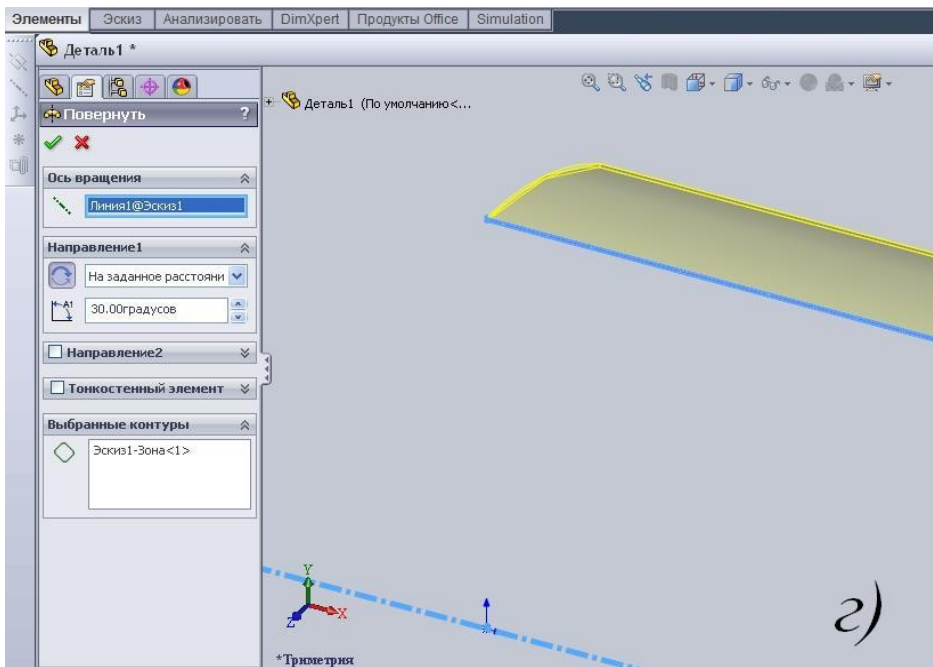 Элементы Эскиз Анализировать DimXpert Продукты Office Simulation
Деталь1 *
Деталь1 (По умолчанию<...
Повернуть ?
Ось вращения
Линия1@Эскиз1
Направление1
На заданное расстояни
A1
30.00градусов
Направление2
Тонкостенный элемент
Выбранные контуры
Эскиз1-Зона<1>
Y
X
Z
*Триметрия
г)